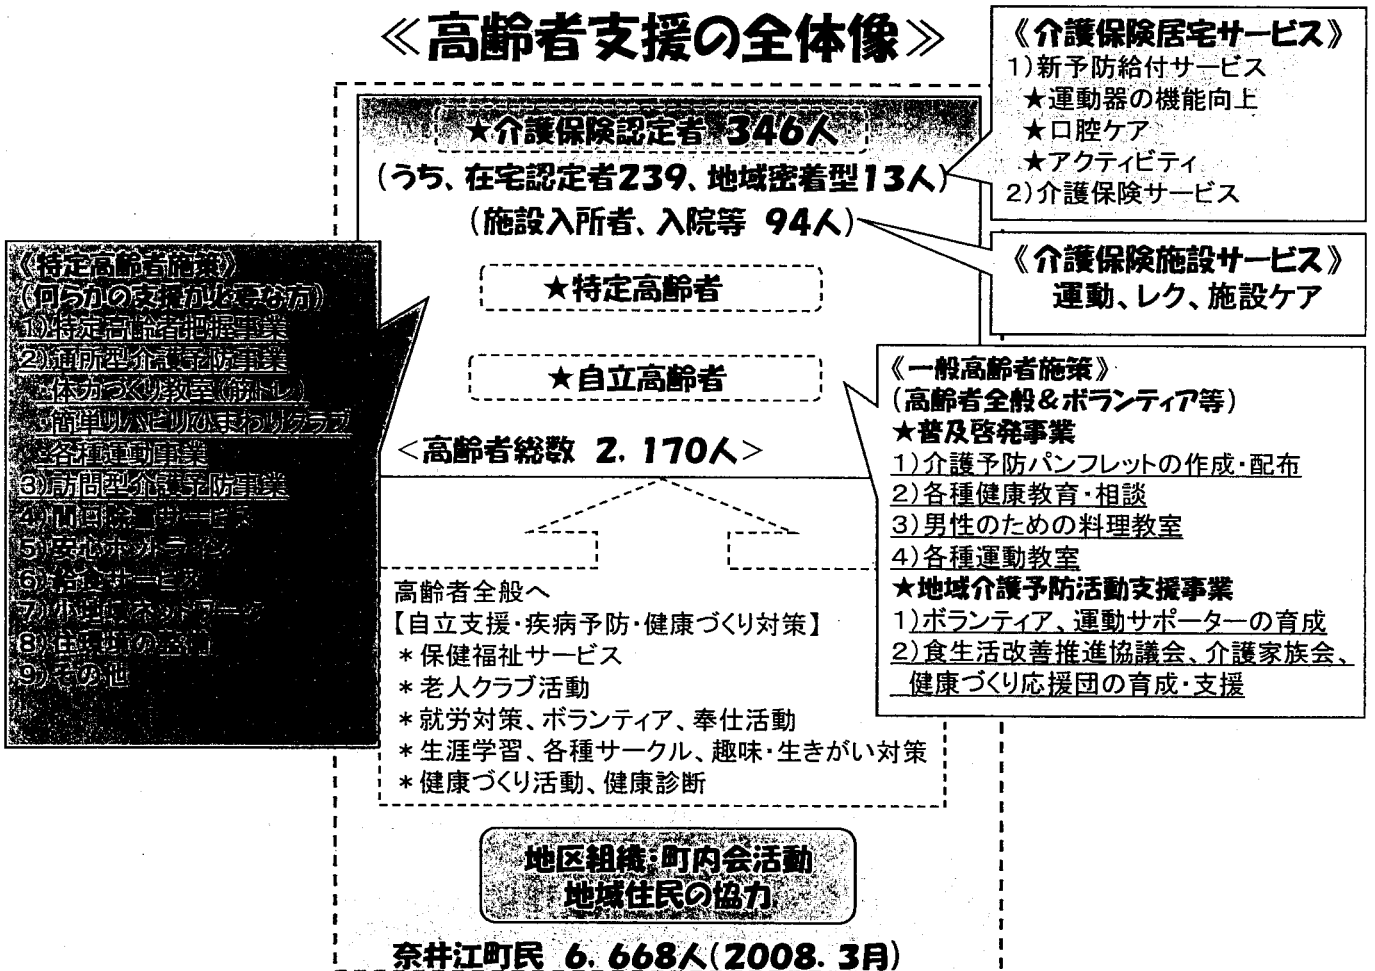 ≪高齢者支援の全体像≫
★介護保険認定者 346人
(うち、在宅認定者239、地域密着型13人)
(施設入所者、入院等 94人)
★特定高齢者
★自立高齢者
<高齢者総数 2,170人>
《介護保険居宅サービス》
1)新予防給付サービス
★運動器の機能向上
★口腔ケア
★アクティビティ
2)介護保険サービス
《介護保険施設サービス》
運動、レク、施設ケア
《特定高齢者施策》
(何らかの支援が必要な方)
1)特定高齢者把握事業
2)通所型介護予防事業
・体力づくり教室(筋トレ)
・簡単リハビリひまわりクラブ
・各種運動事業
3)訪問型介護予防事業
4)間口除雪サービス
5)安心ホットライン
6)給食サービス
7)小地域ネットワーク
8)住環境の整備
9)その他
《一般高齢者施策》
(高齢者全般&ボランティア等)
★普及啓発事業
1)介護予防パンフレットの作成・配布
2)各種健康教育・相談
3)男性のための料理教室
4)各種運動教室
★地域介護予防活動支援事業
1)ボランティア、運動サポーターの育成
2)食生活改善推進協議会、介護家族会、
健康づくり応援団の育成・支援
高齢者全般へ
【自立支援・疾病予防・健康づくり対策】
*保健福祉サービス
*老人クラブ活動
*就労対策、ボランティア、奉仕活動
*生涯学習、各種サークル、趣味・生きがい対策
*健康づくり活動、健康診断
地区組織・町内会活動
地域住民の協力
奈井江町民 6,668人(2008.3月)